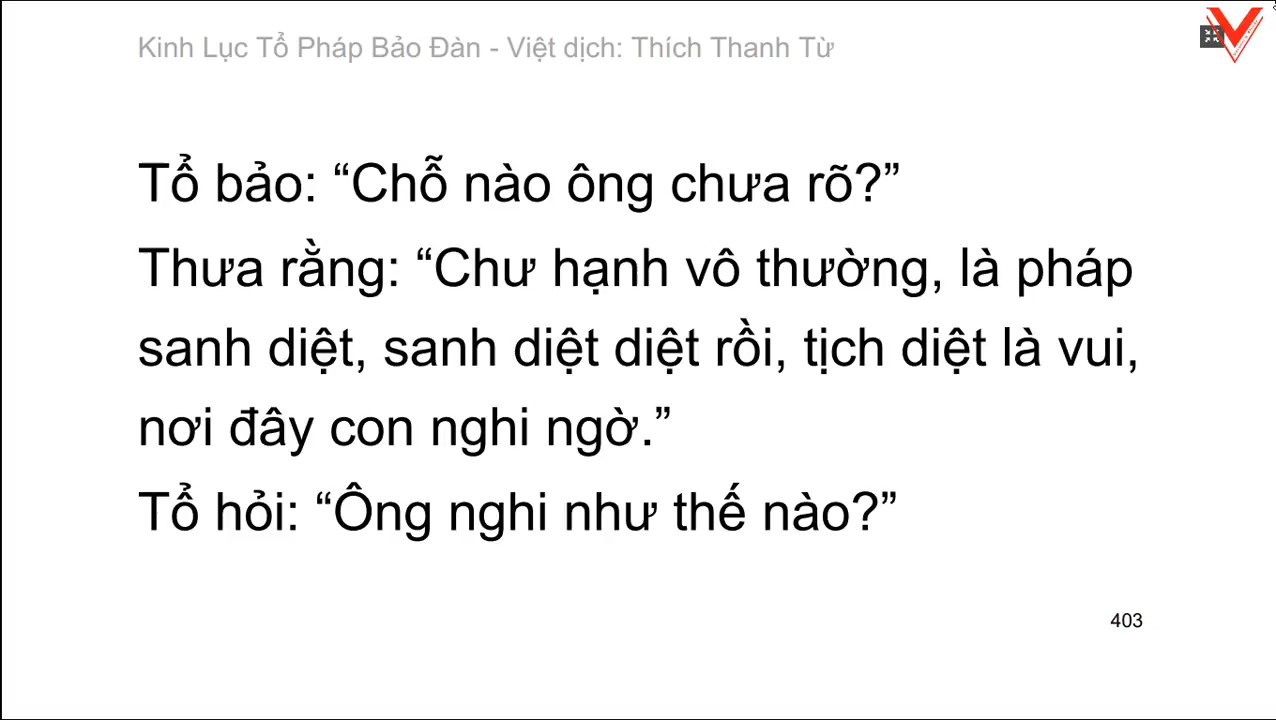 Kinh Lục Tổ Pháp Bảo Đàn - Việt dịch: Thích Thanh Từ
Tổ bảo: “Chỗ nào ông chưa rõ?”
Thưa rằng: “Chư hạnh vô thường, là pháp
sanh diệt, sanh diệt diệt rồi, tịch diệt là vui,
nơi đây con nghi ngờ.”
Tổ hỏi: “Ông nghi như thế nào?”
403